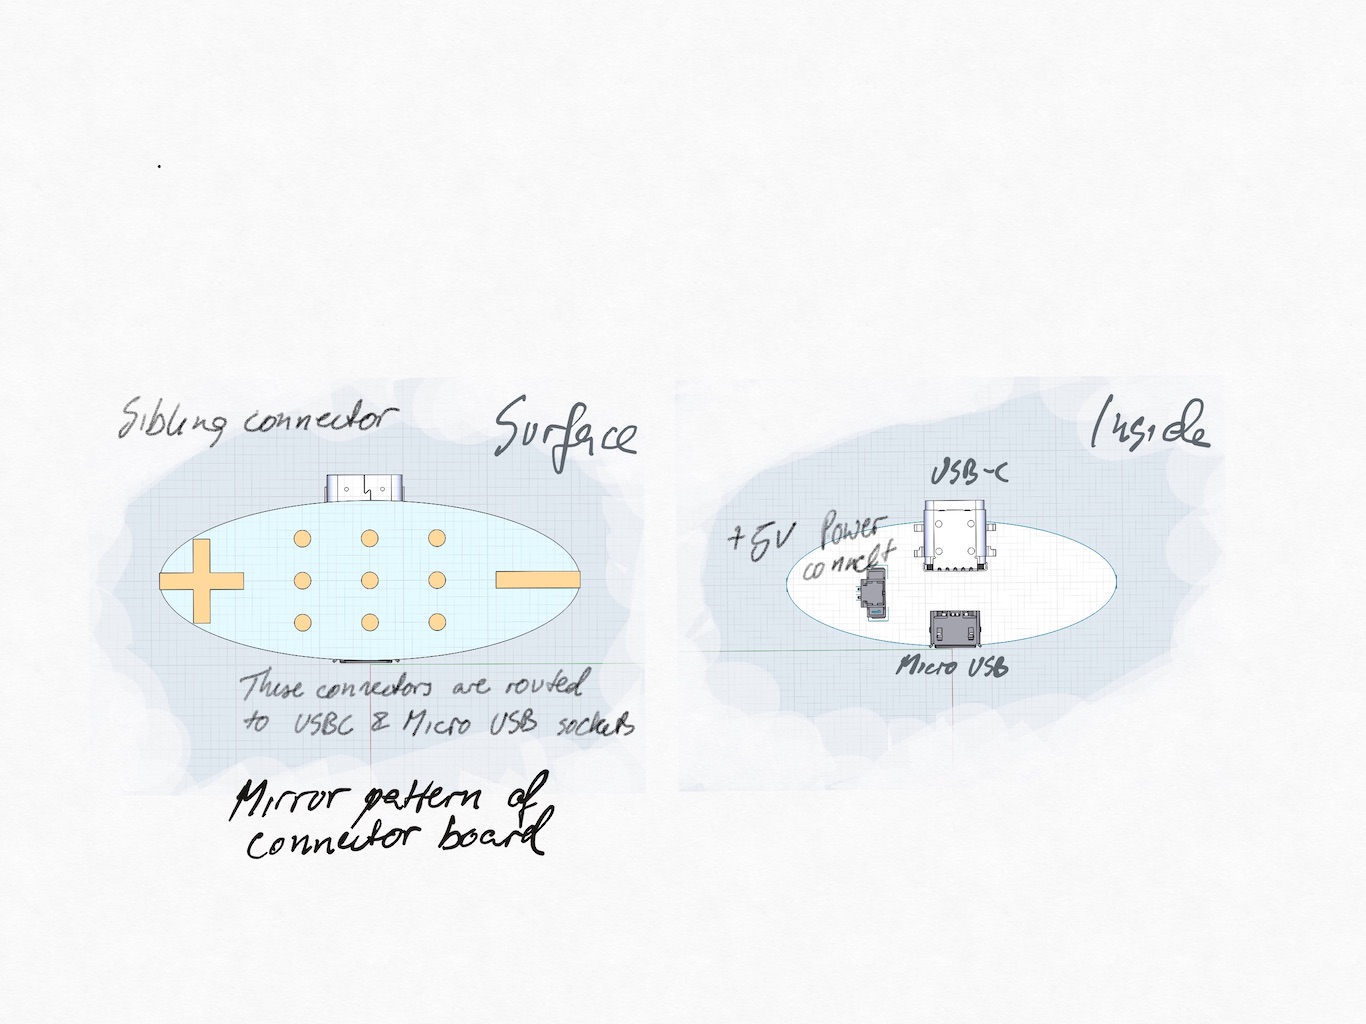 Sibling connector
Surface
These connectors are routed
to USBC & Micro USB sockets
Mirror pattern of
connector board
Inside
USB-C
+5V Power
connect
Micro USB